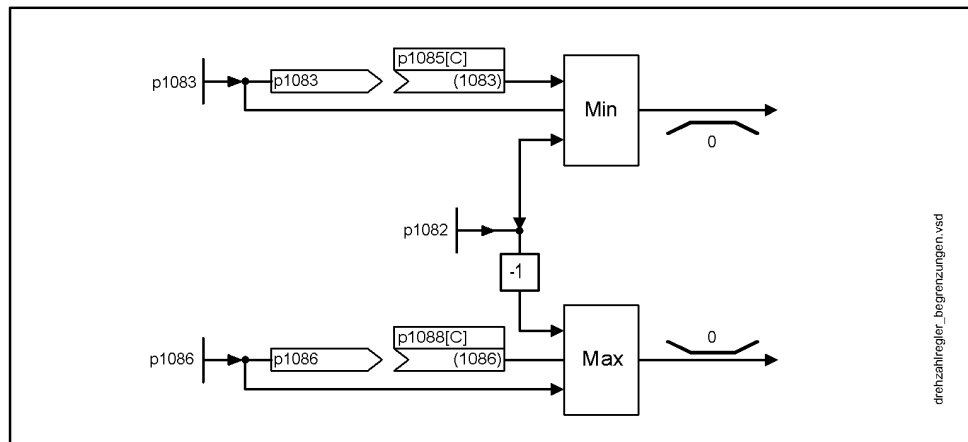 p1085[C]
p1083 p1083 (1083)
Min
0
p1082
-1
p1088[C]
0
p1086 p1086 (1086)
Max
drehzahlregler_begrenzungen.vsd